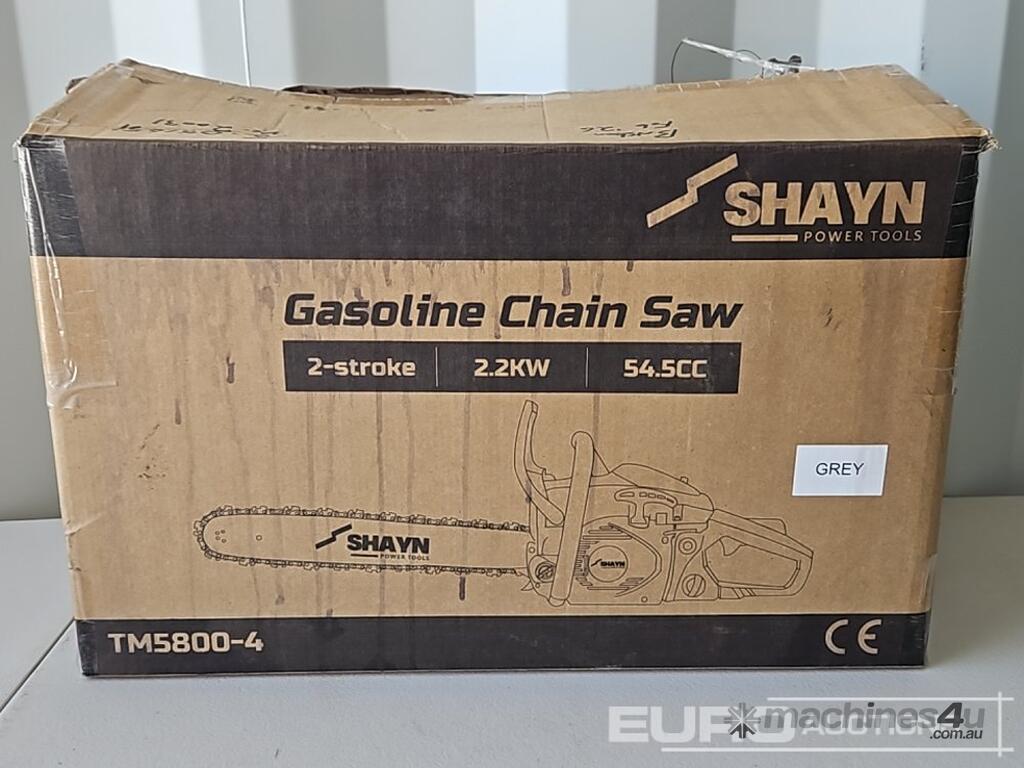 SHAYN
POWER TOOLS
Gasoline Chain Saw
2-stroke 2.2KW 54.5CC
GREY
SHAYN
POWER TOOLS
SHAYN
TM5800-4
CE
EURO AUCTIONS
machines4u
.com.au